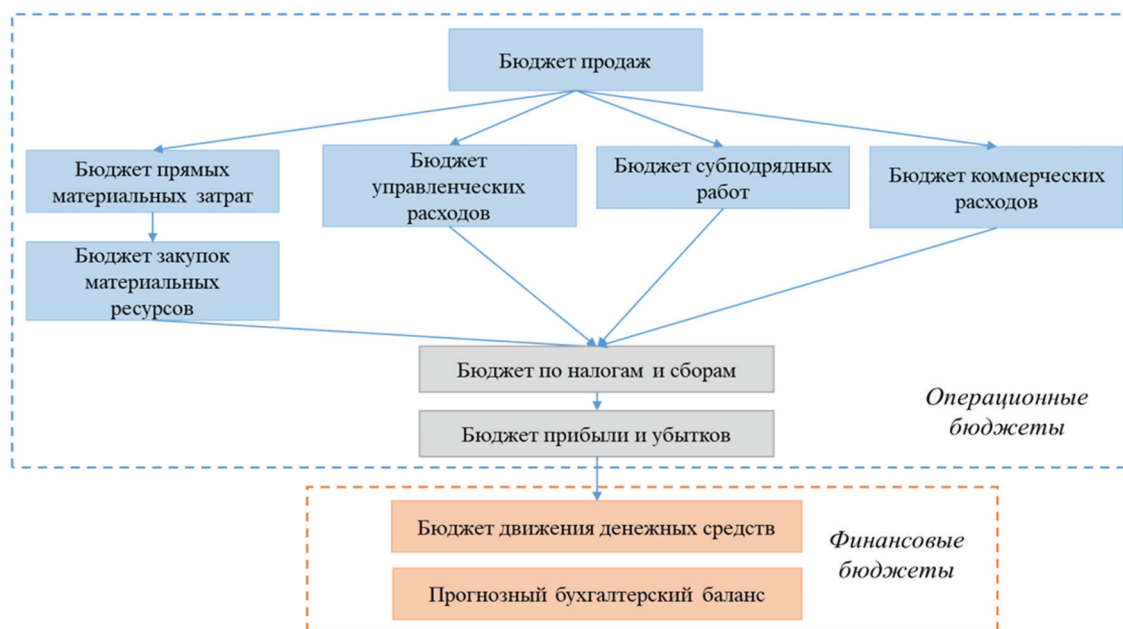 Бюджет продаж
Бюджет прямых
материальных затрат
Бюджет
управленческих
расходов
Бюджет субподрядных
работ
Бюджет коммерческих
расходов
Бюджет закупок
материальных
ресурсов
Бюджет по налогам и сборам
Бюджет прибыли и убытков
Операционные
бюджеты
Бюджет движения денежных средств
Прогнозный бухгалтерский баланс
Финансовые
бюджеты